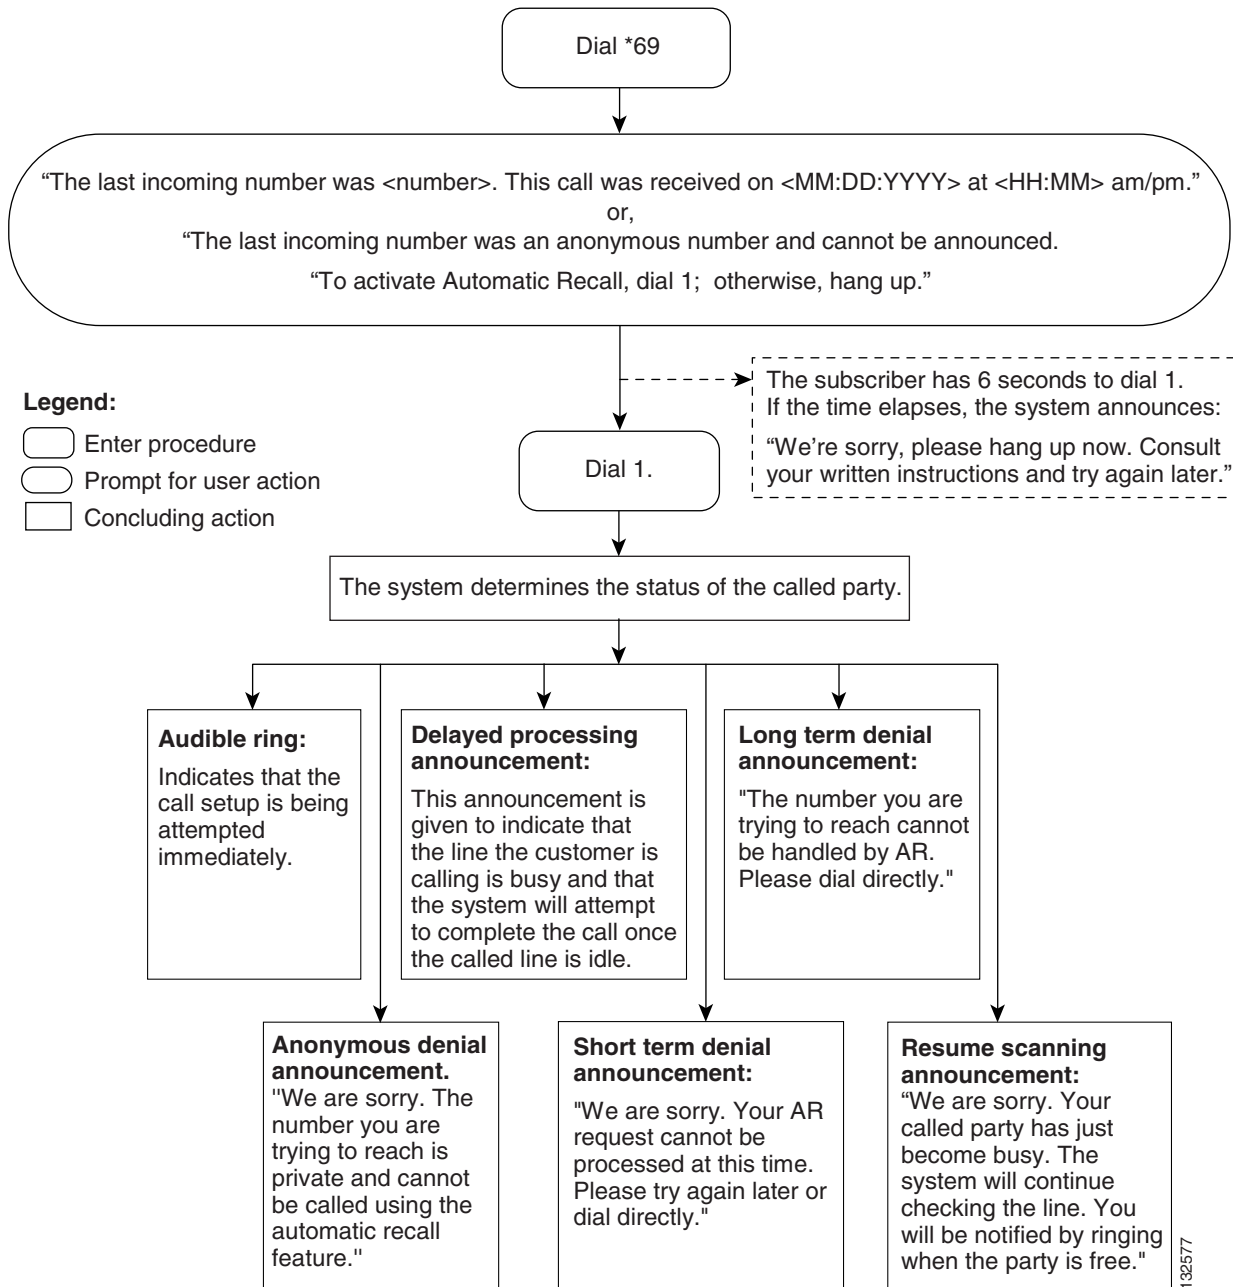 Dial *69
“The last incoming number was <number>. This call was received on <MM:DD:YYYY> at <HH:MM> am/pm.”
or,
“The last incoming number was an anonymous number and cannot be announced.
“To activate Automatic Recall, dial 1;  otherwise, hang up.”
The subscriber has 6 seconds to dial 1.
If the time elapses, the system announces:
“We’re sorry, please hang up now. Consult
your written instructions and try again later.”
Legend:
Enter procedure
Prompt for user action
Concluding action
Dial 1.
The system determines the status of the called party.
Audible ring:
Indicates that the
call setup is being
attempted
immediately.
Delayed processing
announcement:
This announcement is
given to indicate that
the line the customer is
calling is busy and that
the system will attempt
to complete the call once
the called line is idle.
Long term denial
announcement:
"The number you are
trying to reach cannot
be handled by AR.
Please dial directly."
Anonymous denial
announcement.
"We are sorry. The
number you are
trying to reach is
private and cannot
be called using the
automatic recall
feature."
Short term denial
announcement:
"We are sorry. Your AR
request cannot be
processed at this time.
Please try again later or
dial directly."
Resume scanning
announcement:
“We are sorry. Your
called party has just
become busy. The
system will continue
checking the line. You
will be notified by ringing
when the party is free."
132577